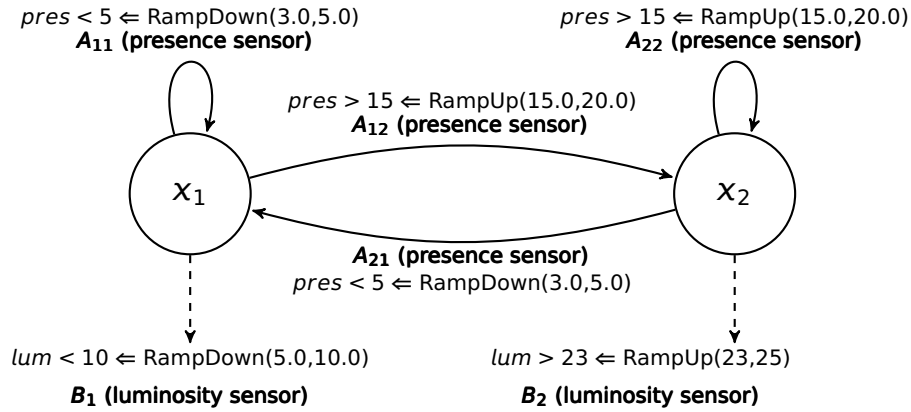 pres < 5 ⇐ RampDown(3.0,5.0)
A11 (presence sensor)
pres > 15 ⇐ RampUp(15.0,20.0)
A22 (presence sensor)
pres > 15 ⇐ RampUp(15.0,20.0)
A12 (presence sensor)
x1
x2
A21 (presence sensor)
pres < 5 ⇐ RampDown(3.0,5.0)
lum < 10 ⇐ RampDown(5.0,10.0)
B1 (luminosity sensor)
lum > 23 ⇐ RampUp(23,25)
B2 (luminosity sensor)